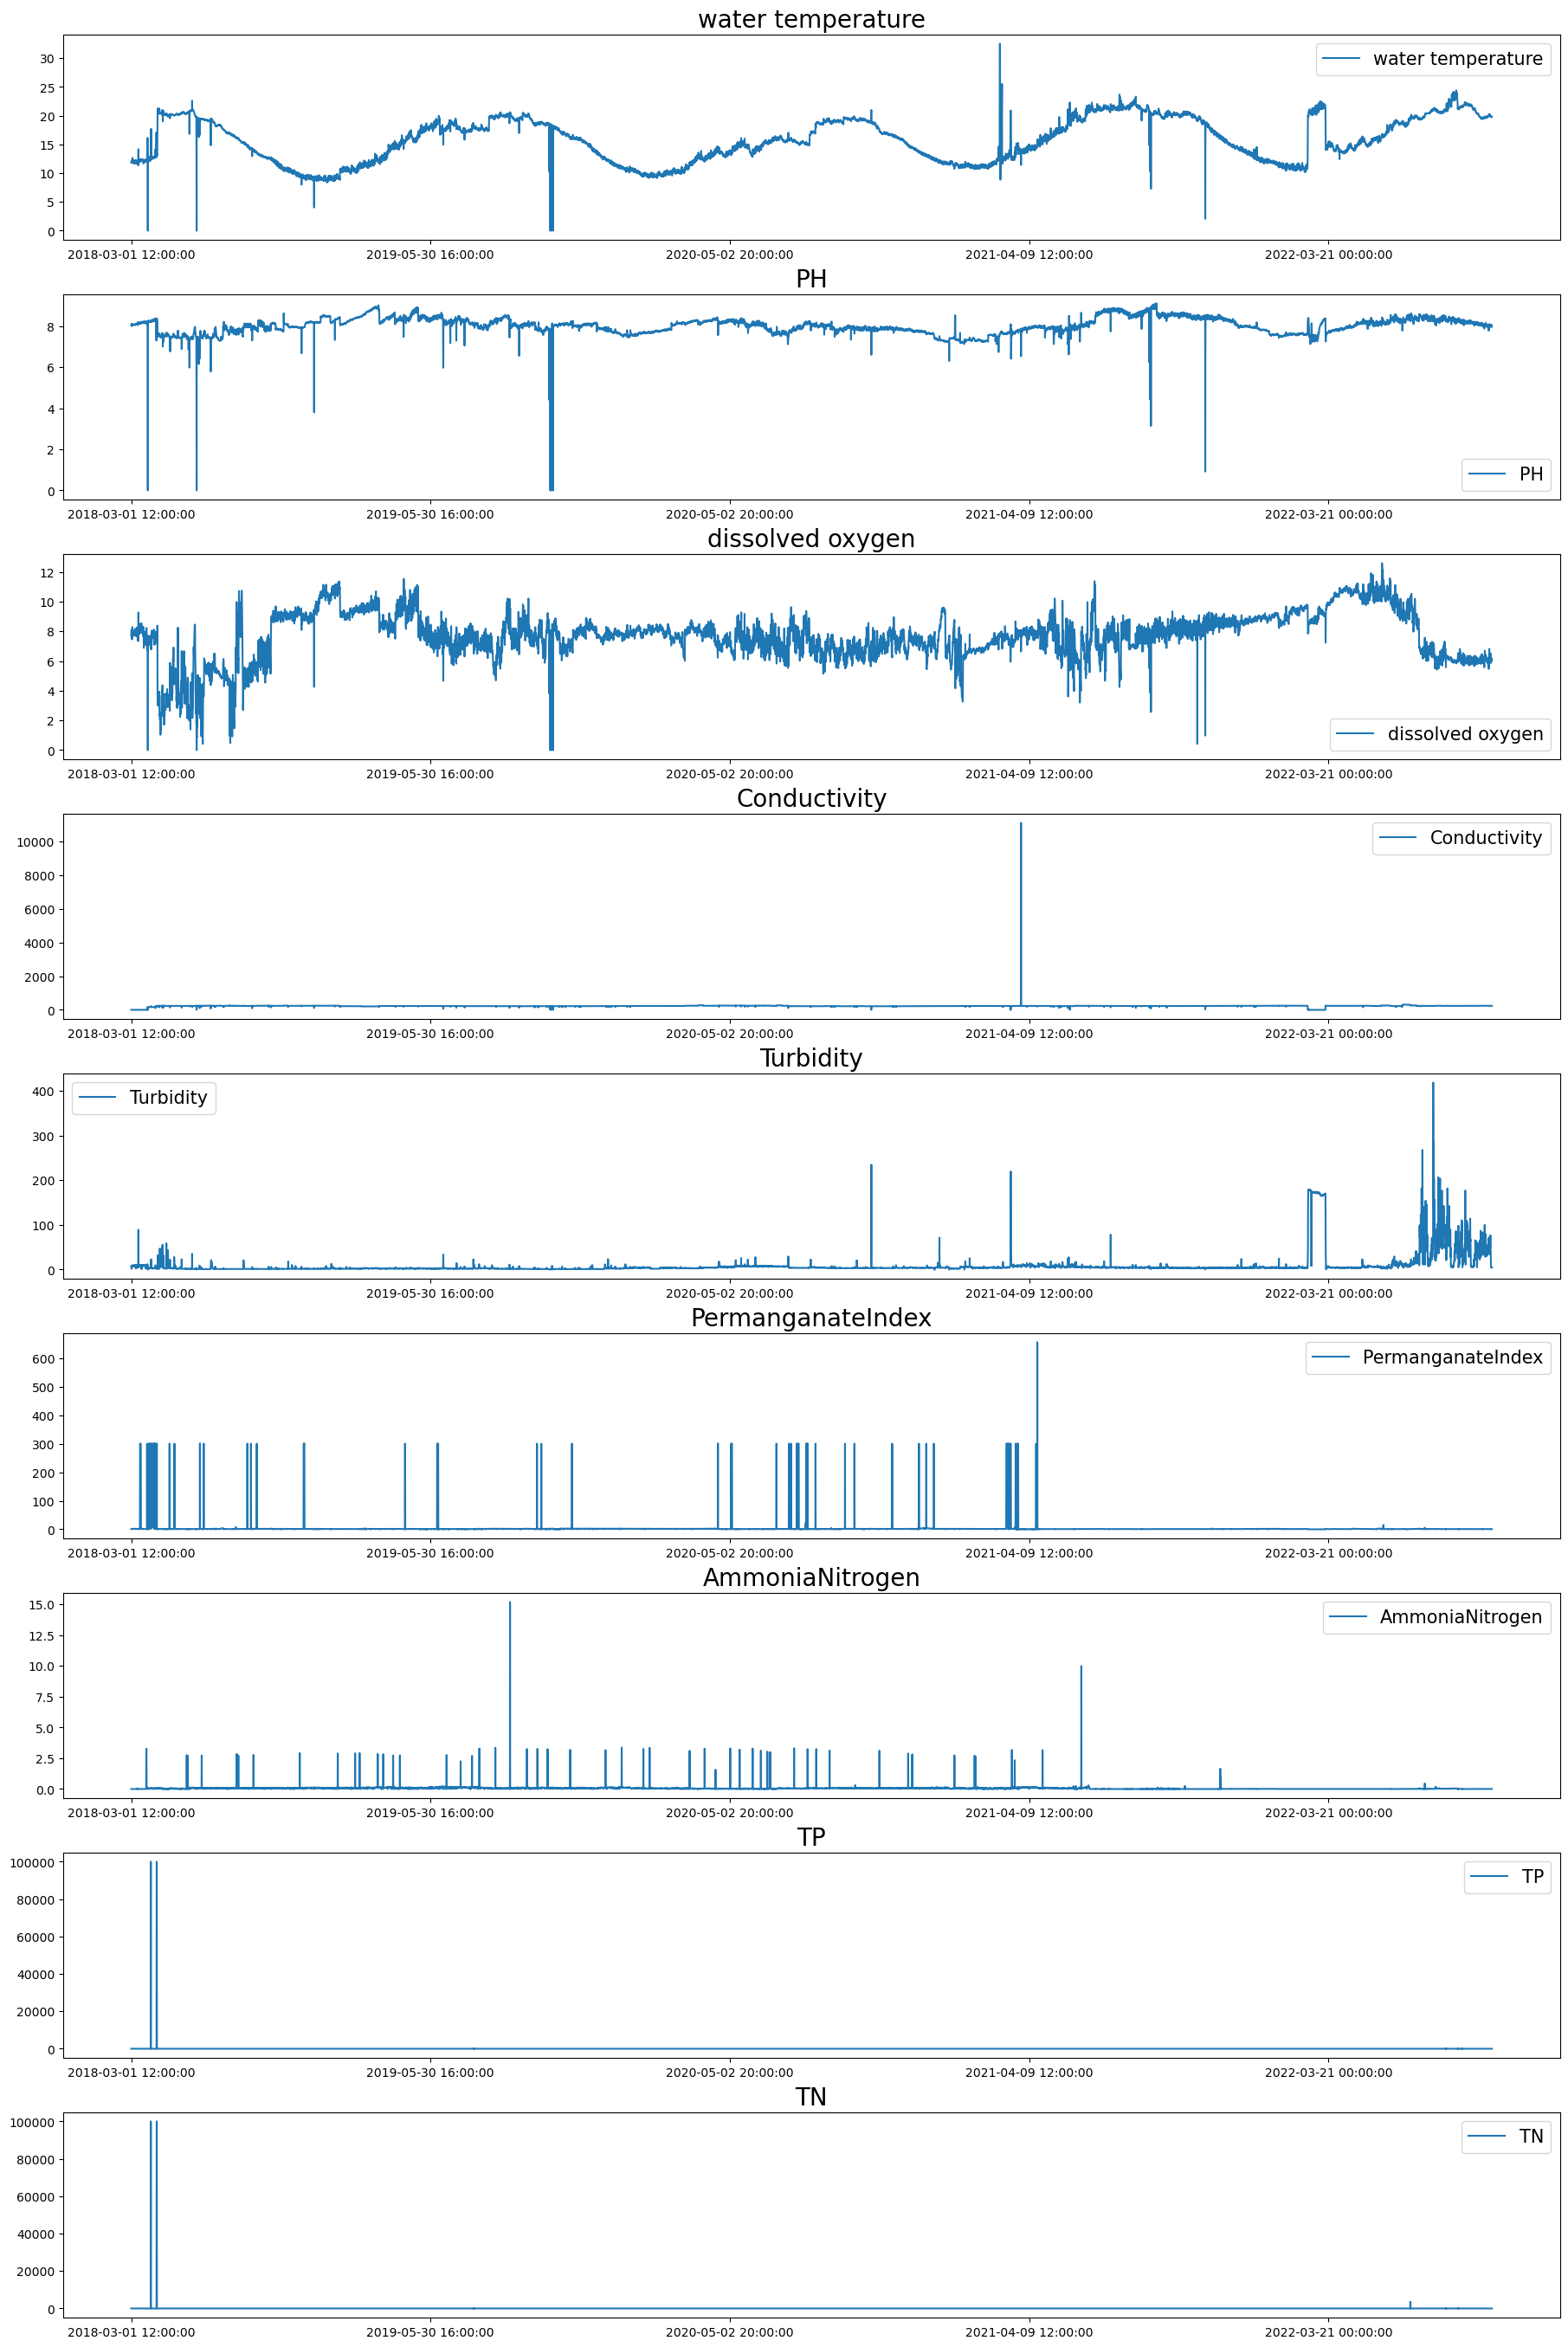 water temperature
water temperature
30
25
20
15
10
5
0
2018-03-01 12:00:00 2019-05-30 16:00:00 2020-05-02 20:00:00 2021-04-09 12:00:00 2022-03-21 00:00:00
PH
8
6
4
2
0
PH
2018-03-01 12:00:00 2019-05-30 16:00:00 2020-05-02 20:00:00 2021-04-09 12:00:00 2022-03-21 00:00:00
dissolved oxygen
12
10
8
6
4
2
0
dissolved oxygen
2018-03-01 12:00:00 2019-05-30 16:00:00 2020-05-02 20:00:00 2021-04-09 12:00:00 2022-03-21 00:00:00
Conductivity
Conductivity
10000
8000
6000
4000
2000
0
2018-03-01 12:00:00 2019-05-30 16:00:00 2020-05-02 20:00:00 2021-04-09 12:00:00 2022-03-21 00:00:00
Turbidity
Turbidity
400
300
200
100
0
2018-03-01 12:00:00 2019-05-30 16:00:00 2020-05-02 20:00:00 2021-04-09 12:00:00 2022-03-21 00:00:00
PermanganateIndex
PermanganateIndex
600
500
400
300
200
100
0
2018-03-01 12:00:00 2019-05-30 16:00:00 2020-05-02 20:00:00 2021-04-09 12:00:00 2022-03-21 00:00:00
AmmoniaNitrogen
AmmoniaNitrogen
15.0
12.5
10.0
7.5
5.0
2.5
0.0
2018-03-01 12:00:00 2019-05-30 16:00:00 2020-05-02 20:00:00 2021-04-09 12:00:00 2022-03-21 00:00:00
TP
TP
100000
80000
60000
40000
20000
0
2018-03-01 12:00:00 2019-05-30 16:00:00 2020-05-02 20:00:00 2021-04-09 12:00:00 2022-03-21 00:00:00
TN
TN
100000
80000
60000
40000
20000
0
2018-03-01 12:00:00 2019-05-30 16:00:00 2020-05-02 20:00:00 2021-04-09 12:00:00 2022-03-21 00:00:00